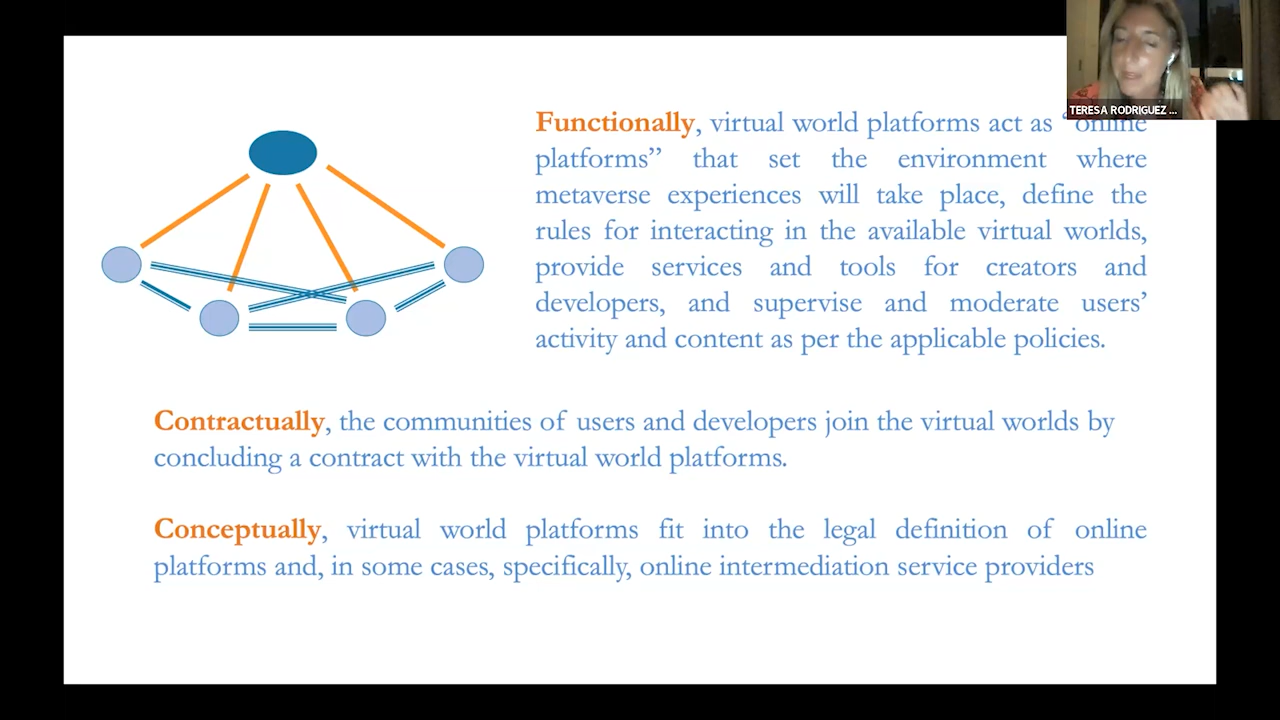 TERESA RODRIGUEZ ...
Functionally, virtual world platforms act as “online
platforms” that set the environment where
metaverse experiences will take place, define the
rules for interacting in the available virtual worlds,
provide services and tools for creators and
developers, and supervise and moderate users’
activity and content as per the applicable policies.
Contractually, the communities of users and developers join the virtual worlds by
concluding a contract with the virtual world platforms.
Conceptually, virtual world platforms fit into the legal definition of online
platforms and, in some cases, specifically, online intermediation service providers